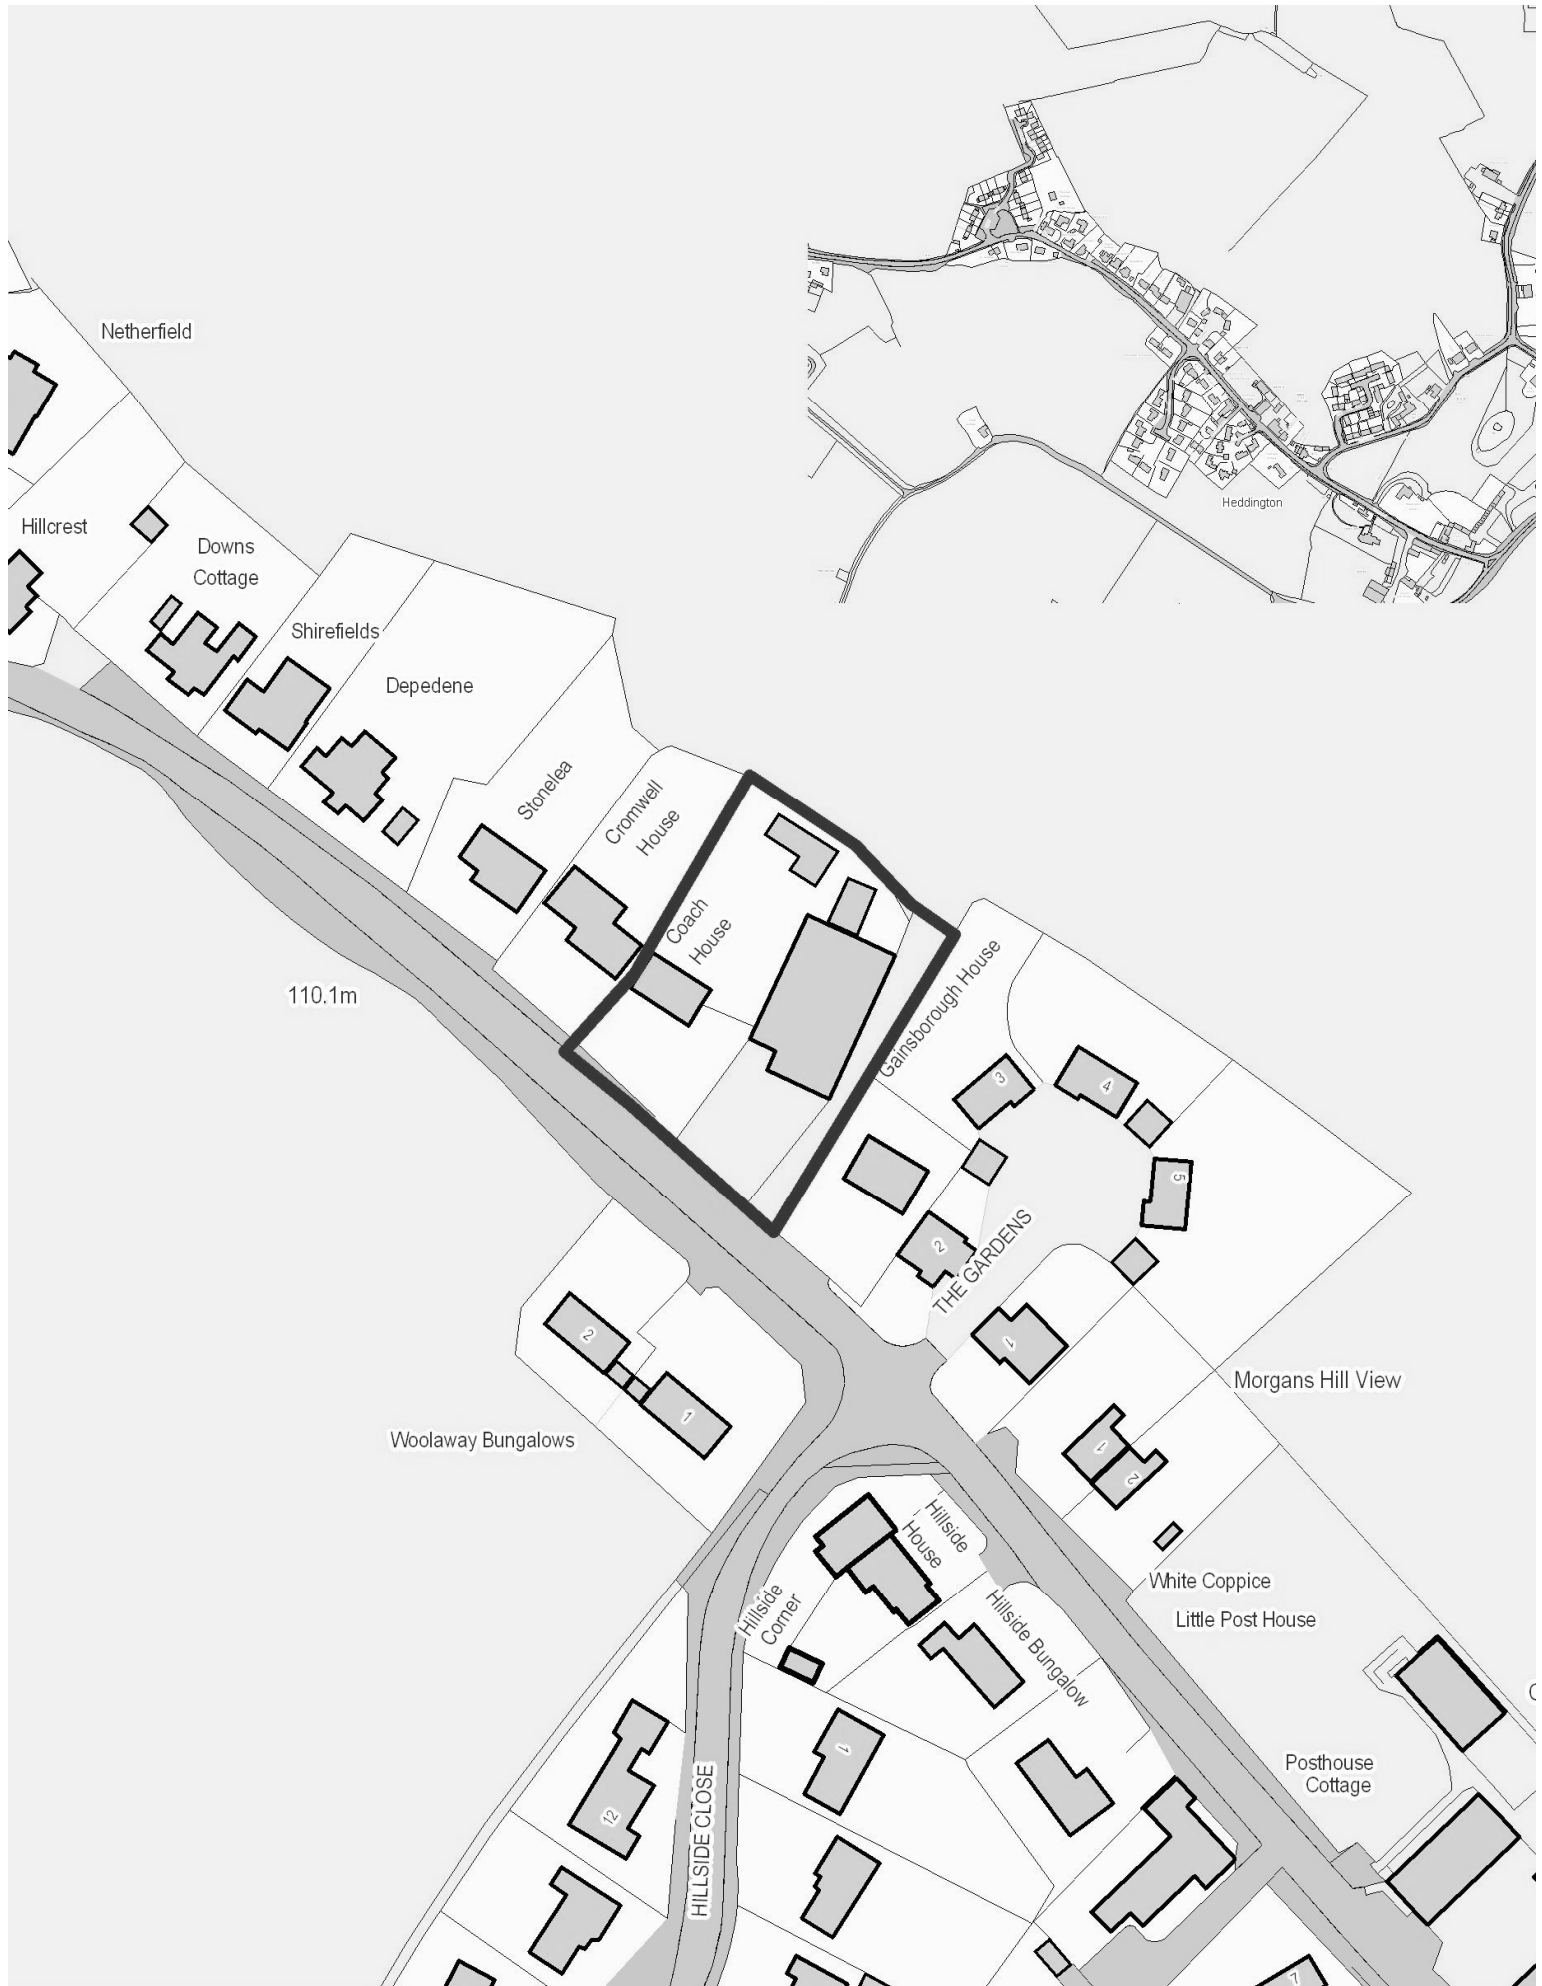 Heddington
Netherfield
Hillcrest
Downs
Cottage
Shirefields
Depedene
Stonelea
Cromwell
House
Coach
House
110.1m
Gainsborough House
3
4
5
2
THE GARDENS
1
2
1
Woolaway Bungalows
Morgans Hill View
1
2
Hillside
House
Hillside
Corner
Hillside Bungalow
White Coppice
Little Post House
Posthouse
Cottage
1
12
HILLSIDE CLOSE
7